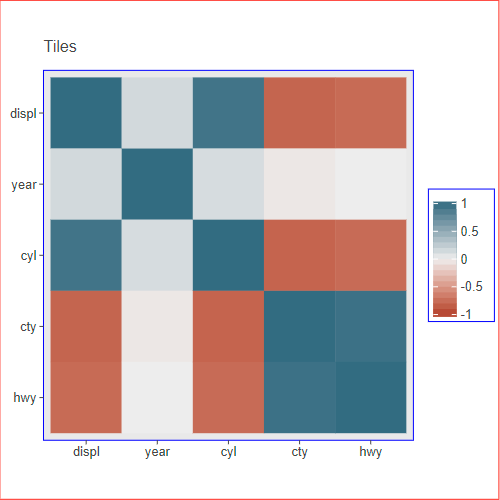 Tiles
displ
year
cyl
cty
hwy
displ year cyl cty hwy
1
0.5
0
-0.5
-1